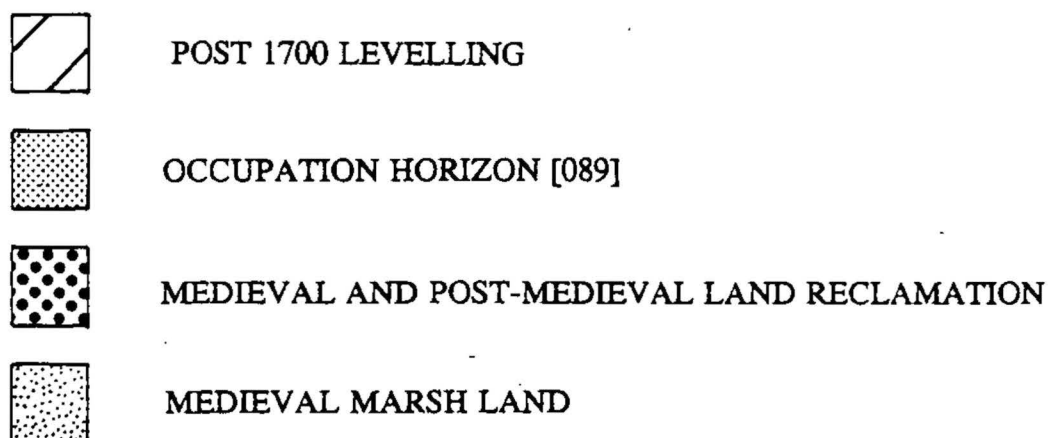 POST 1700 LEVELLING
OCCUPATION HORIZON [089]
MEDIEVAL AND POST-MEDIEVAL LAND RECLAMATION
MEDIEVAL MARSH LAND